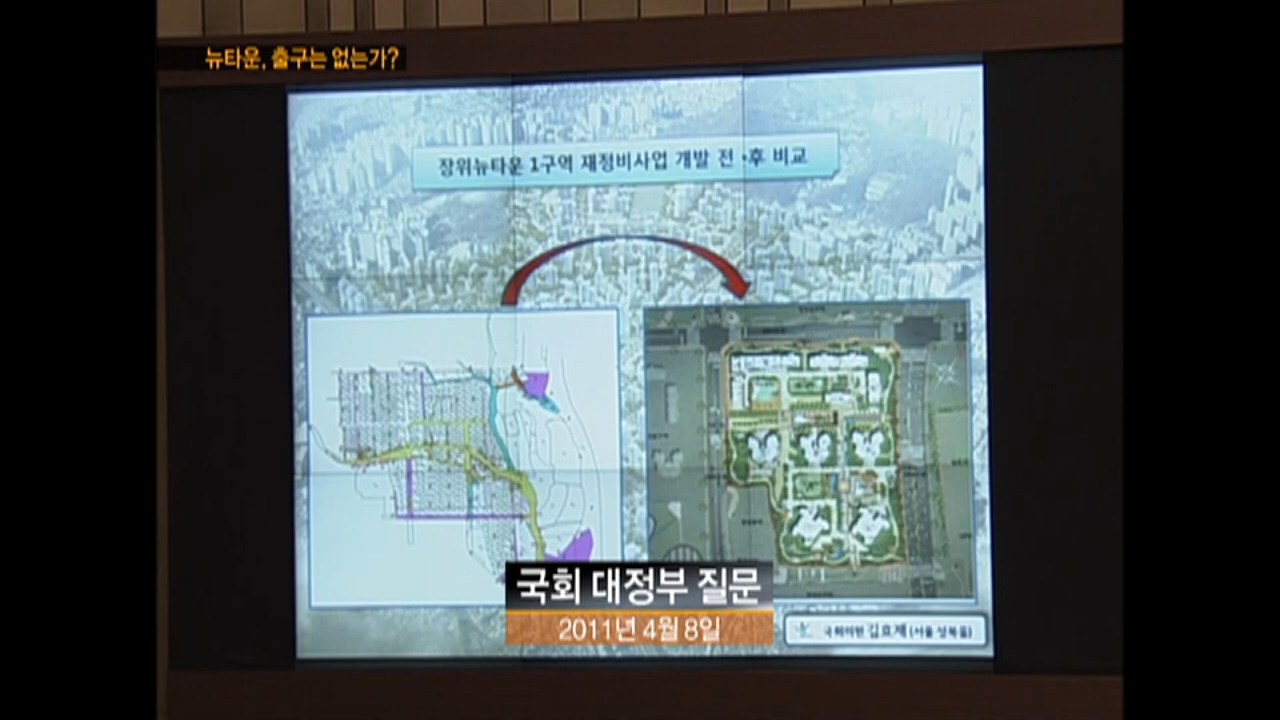 뉴타운, 출구는 없는가?
장위뉴타운 1구역 재정비사업 개발 전·후 비교
국회 대정부 질문
2011년 4월 8일
국회의원 김효재 (서울 성북을)